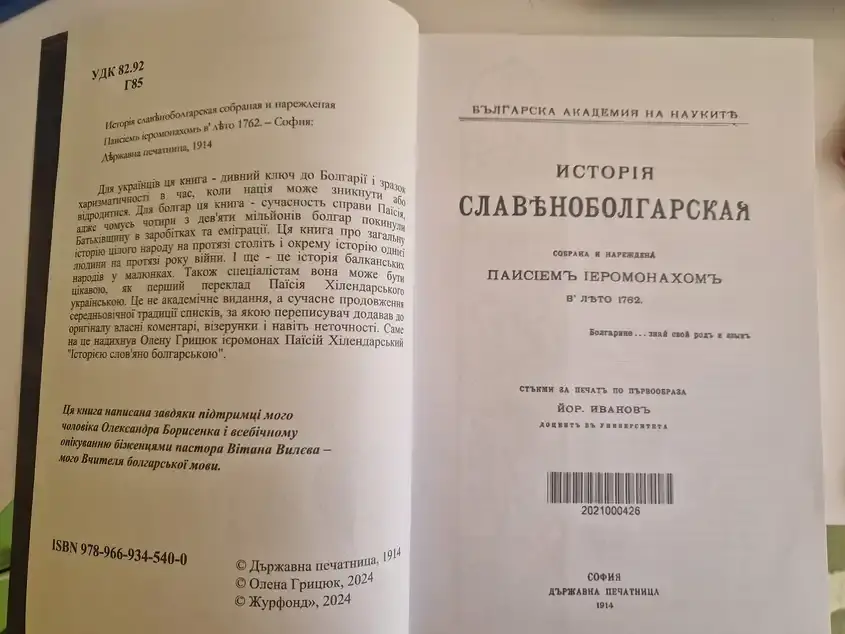 УДК 82.92
Г85
Исторія славѣноболгарская собраная и нарежденая
Паисіемъ іеромонахомъ в' лѣто 1762. – София:
Дѣржавна печатница, 1914
Для українців ця книга - дивний ключ до Болгарії і зразок
харизматичності в час, коли нація може зникнути або
відродитися. Для болгар ця книга - сучасність справи Паїсія,
адже чомусь чотири з дев'яти мільйонів болгар покинули
Батьківщину в заробітках та еміграції. Ця книга про загальну
історію цілого народу на протязі століть і окрему історію одниєї
людини на протязі року війни. І ще - це історія балканських
народів у малюнках. Також спеціалістам вона може бути
цікавою, як перший переклад Паїсія Хілендарського
українською. Це не академічне видання, а сучасне продовження
середньовічної традиції списків, за якою переписувач додавав до
оригіналу власні коментарі, візерунки і навіть неточності. Саме
на це надихнув Олену Грицюк ієромонах Паїсій Хілендарський
"Історією слов'яно болгарською".
Ця книга написана завдяки підтримці мого
чоловіка Олександра Борисенка і всебічному
опікуванню біженцями пастора Вітана Вилєва –
мого Вчителя болгарської мови.
ISBN 978-966-934-540-0
© Държавна печатница, 1914
© Олена Грицюк, 2024
© Журфонд», 2024
БЪЛГАРСКА АКАДЕМИЯ НА НАУКИТѢ
ИСТОРІЯ
СЛАВѢНОБОЛГАРСКАЯ
СОБРАНА И НАРЕЖДЕНА
ПАИСІЕМЪ ІЕРОМОНАХОМЪ
В' ЛѢТО 1762.
Болгарине... знай свой родъ и языкъ
СТЪКМИ ЗА ПЕЧАТЪ ПО ПЪРВООБРАЗА
ЙОР. ИВАНОВЪ
ДОЦЕНТЪ ВЪ УНИВЕРСИТЕТА
2021000426
СОФИЯ
ДЪРЖАВНА ПЕЧАТНИЦА
1914